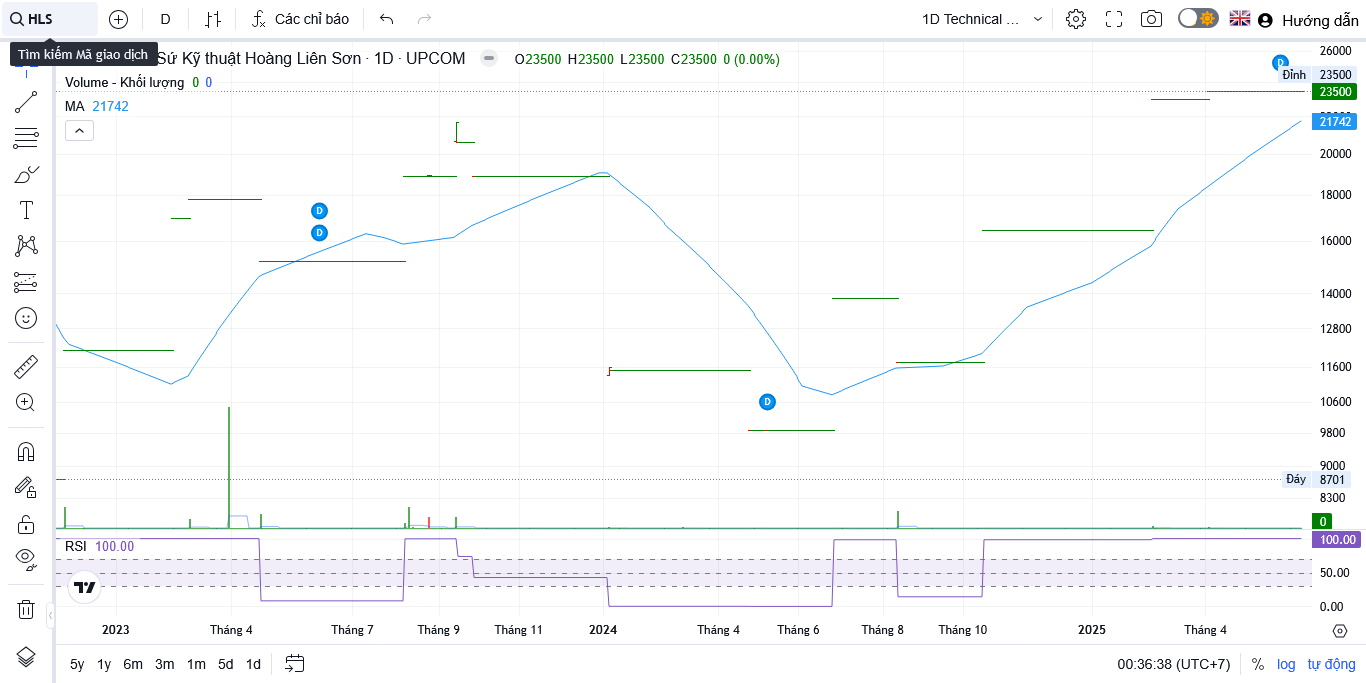 HLS
D
Các chỉ báo
1D Technical ...
Hướng dẫn
Tìm kiếm Mã giao dịch
Sứ Kỹ thuật Hoàng Liên Sơn · 1D · UPCOM
O23500 H23500 L23500 C23500 0 (0.00%)
Volume - Khối lượng 0 0
MA 21742
26000
D
Đỉnh 23500
23500
21742
20000
18000
D
D
16000
14000
12800
11600
D
10600
9800
9000
Đáy 8701
8300
0
RSI 100.00
100.00
50.00
0.00
2023 Tháng 4 Tháng 7 Tháng 9 Tháng 11 2024 Tháng 4 Tháng 6 Tháng 8 Tháng 10 2025 Tháng 4
5y 1y 6m 3m 1m 5d 1d
00:36:38 (UTC+7) % log tự động